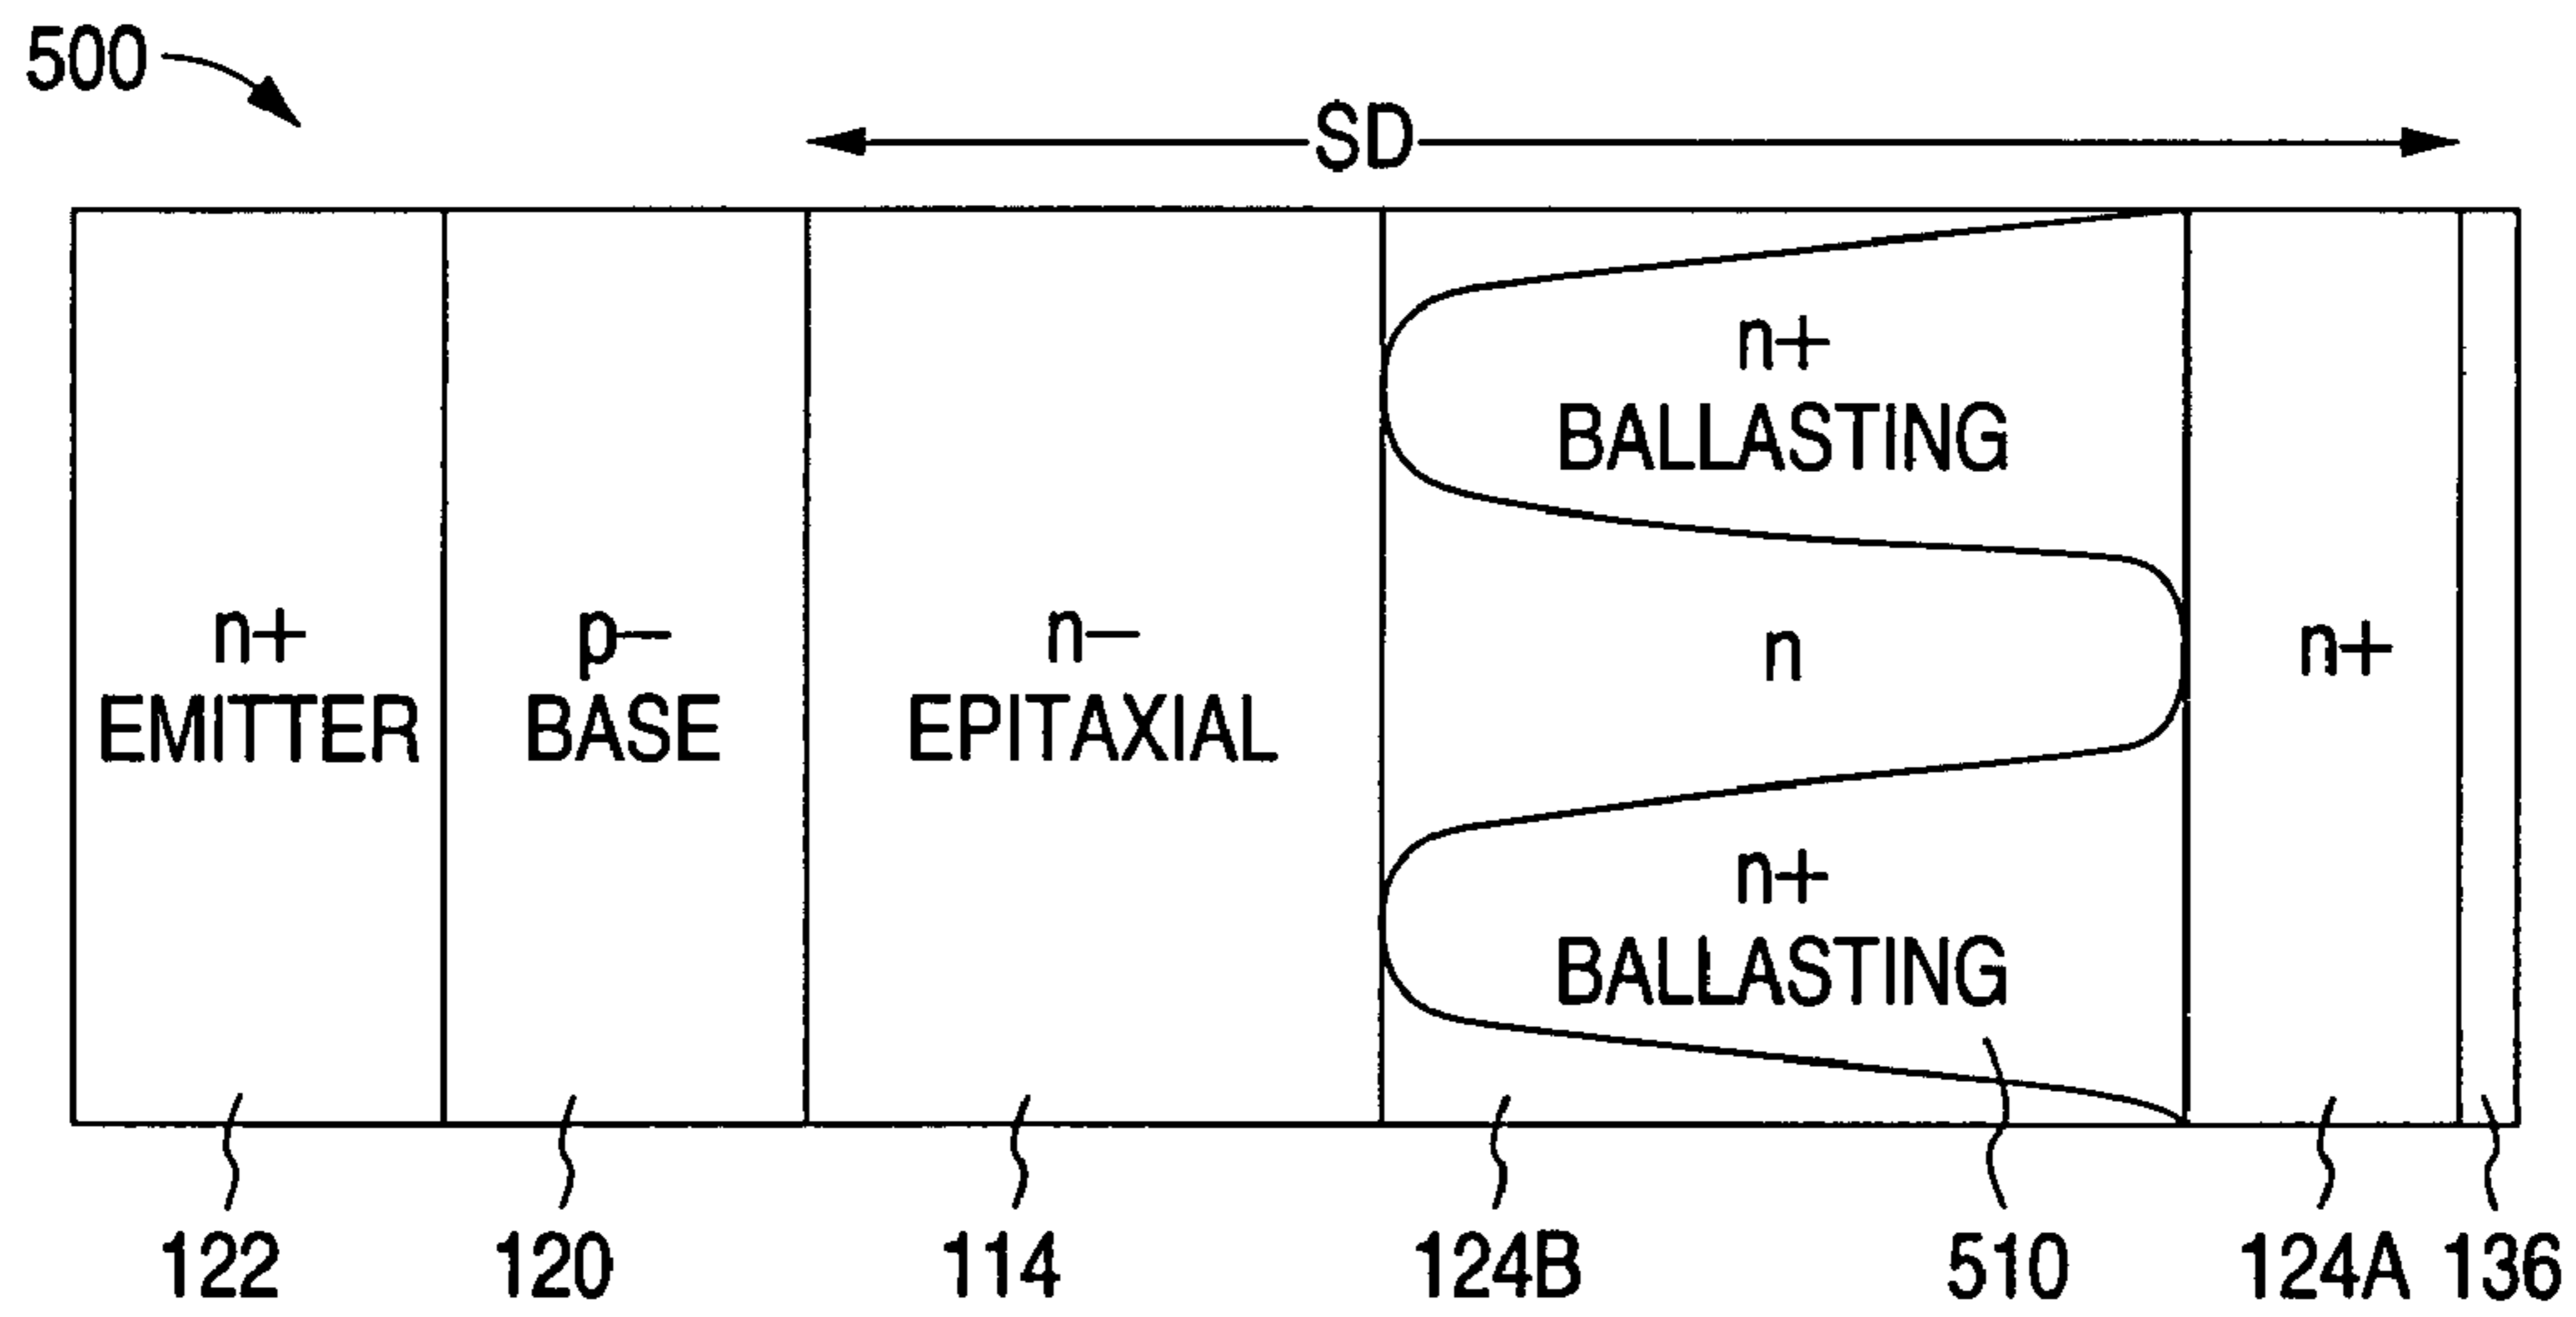 500
SD
n+
BALLASTING
n+
EMITTER
p−
BASE
n−
EPITAXIAL
n
n+
n+
BALLASTING
122
120
114
124B
510
124A
136